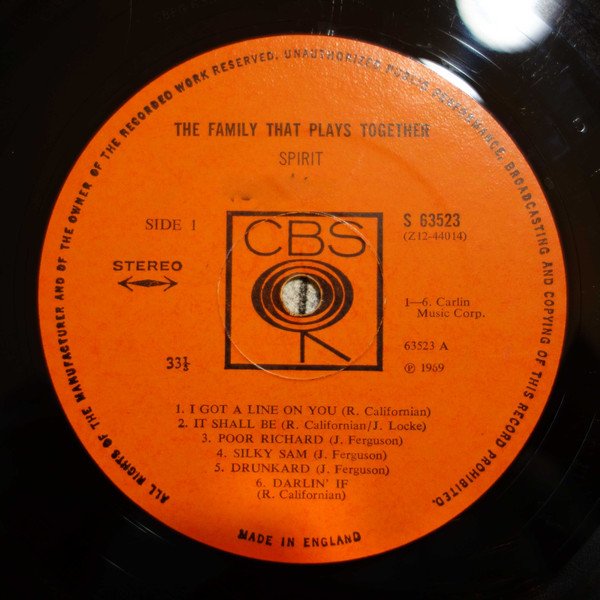 ALL RIGHTS OF THE MANUFACTURER AND OF THE OWNER OF THE RECORDED WORK RESERVED. UNAUTHORIZED PUBLIC PERFORMANCE, BROADCASTING AND COPYING OF THIS RECORD PROHIBITED.
THE FAMILY THAT PLAYS TOGETHER
SPIRIT
SIDE 1
CBS
S 63523
(Z12-44014)
STEREO
1—6. Carlin
Music Corp.
33⅓
63523 A
℗ 1969
1. I GOT A LINE ON YOU (R. Californian)
2. IT SHALL BE (R. Californian/J. Locke)
3. POOR RICHARD (J. Ferguson)
4. SILKY SAM (J. Ferguson)
5. DRUNKARD (J. Ferguson)
6. DARLIN' IF
(R. Californian)
MADE IN ENGLAND